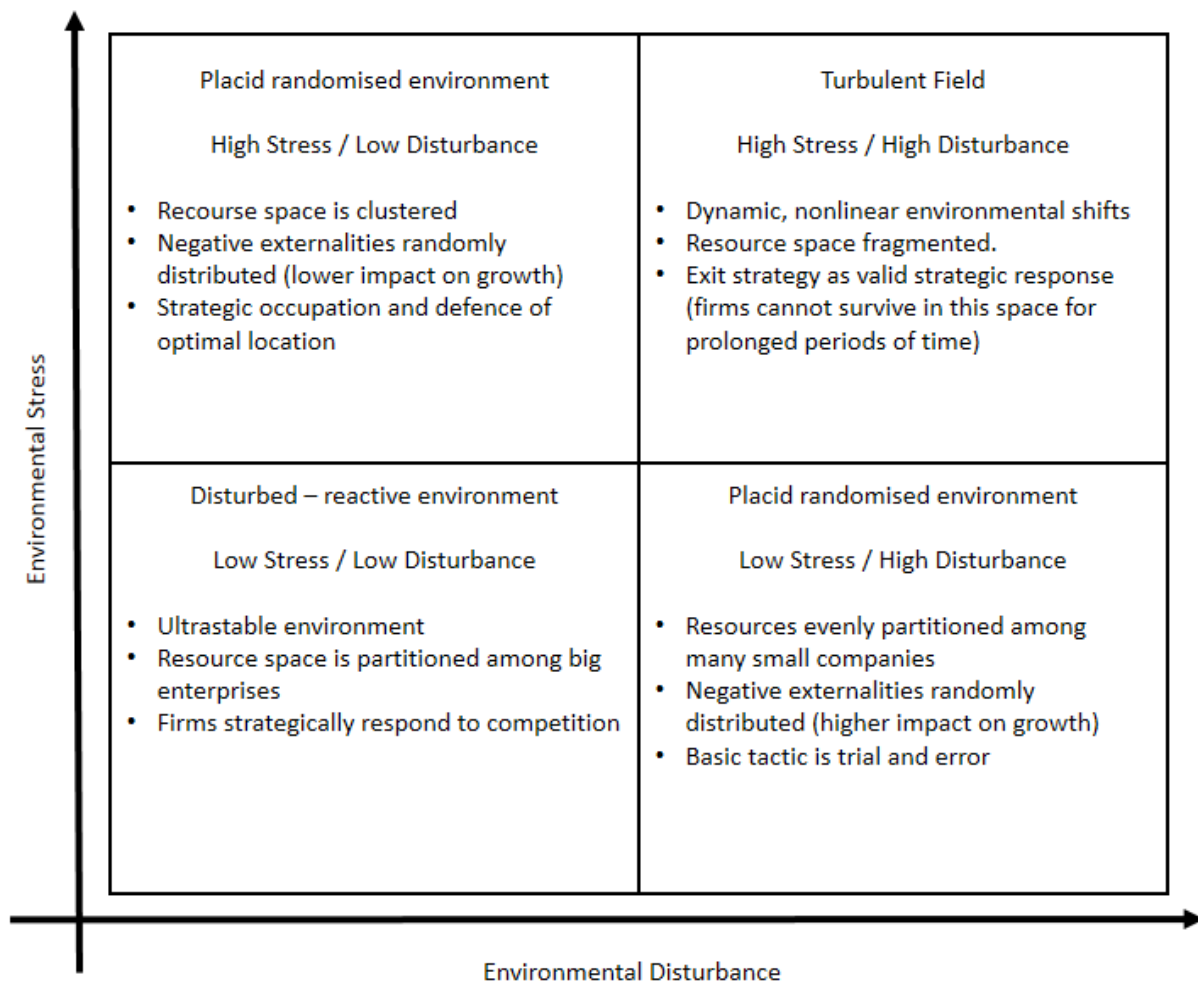 Placid randomised environment
High Stress / Low Disturbance
• Recourse space is clustered
• Negative externalities randomly
distributed (lower impact on growth)
• Strategic occupation and defence of
optimal location
Turbulent Field
High Stress / High Disturbance
• Dynamic, nonlinear environmental shifts
• Resource space fragmented.
• Exit strategy as valid strategic response
(firms cannot survive in this space for
prolonged periods of time)
Environmental Stress
Disturbed – reactive environment
Low Stress / Low Disturbance
• Ultrastable environment
• Resource space is partitioned among big
enterprises
• Firms strategically respond to competition
Placid randomised environment
Low Stress / High Disturbance
• Resources evenly partitioned among
many small companies
• Negative externalities randomly
distributed (higher impact on growth)
• Basic tactic is trial and error
Environmental Disturbance